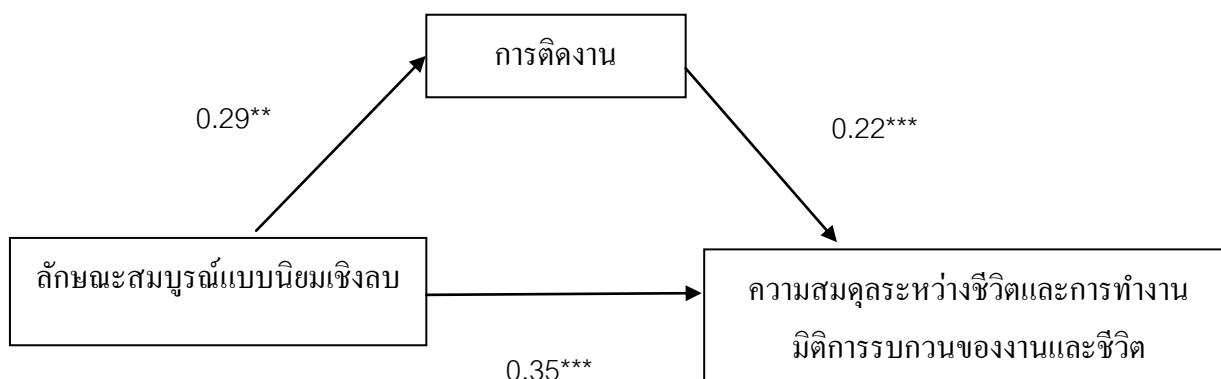 การติดงาน
0.29**
0.22***
ลักษณะสมบูรณ์แบบนิยมเชิงลบ
ความสมดุลระหว่างชีวิตและการทำงาน
มิติการรบกวนของงานและชีวิต
0.35***